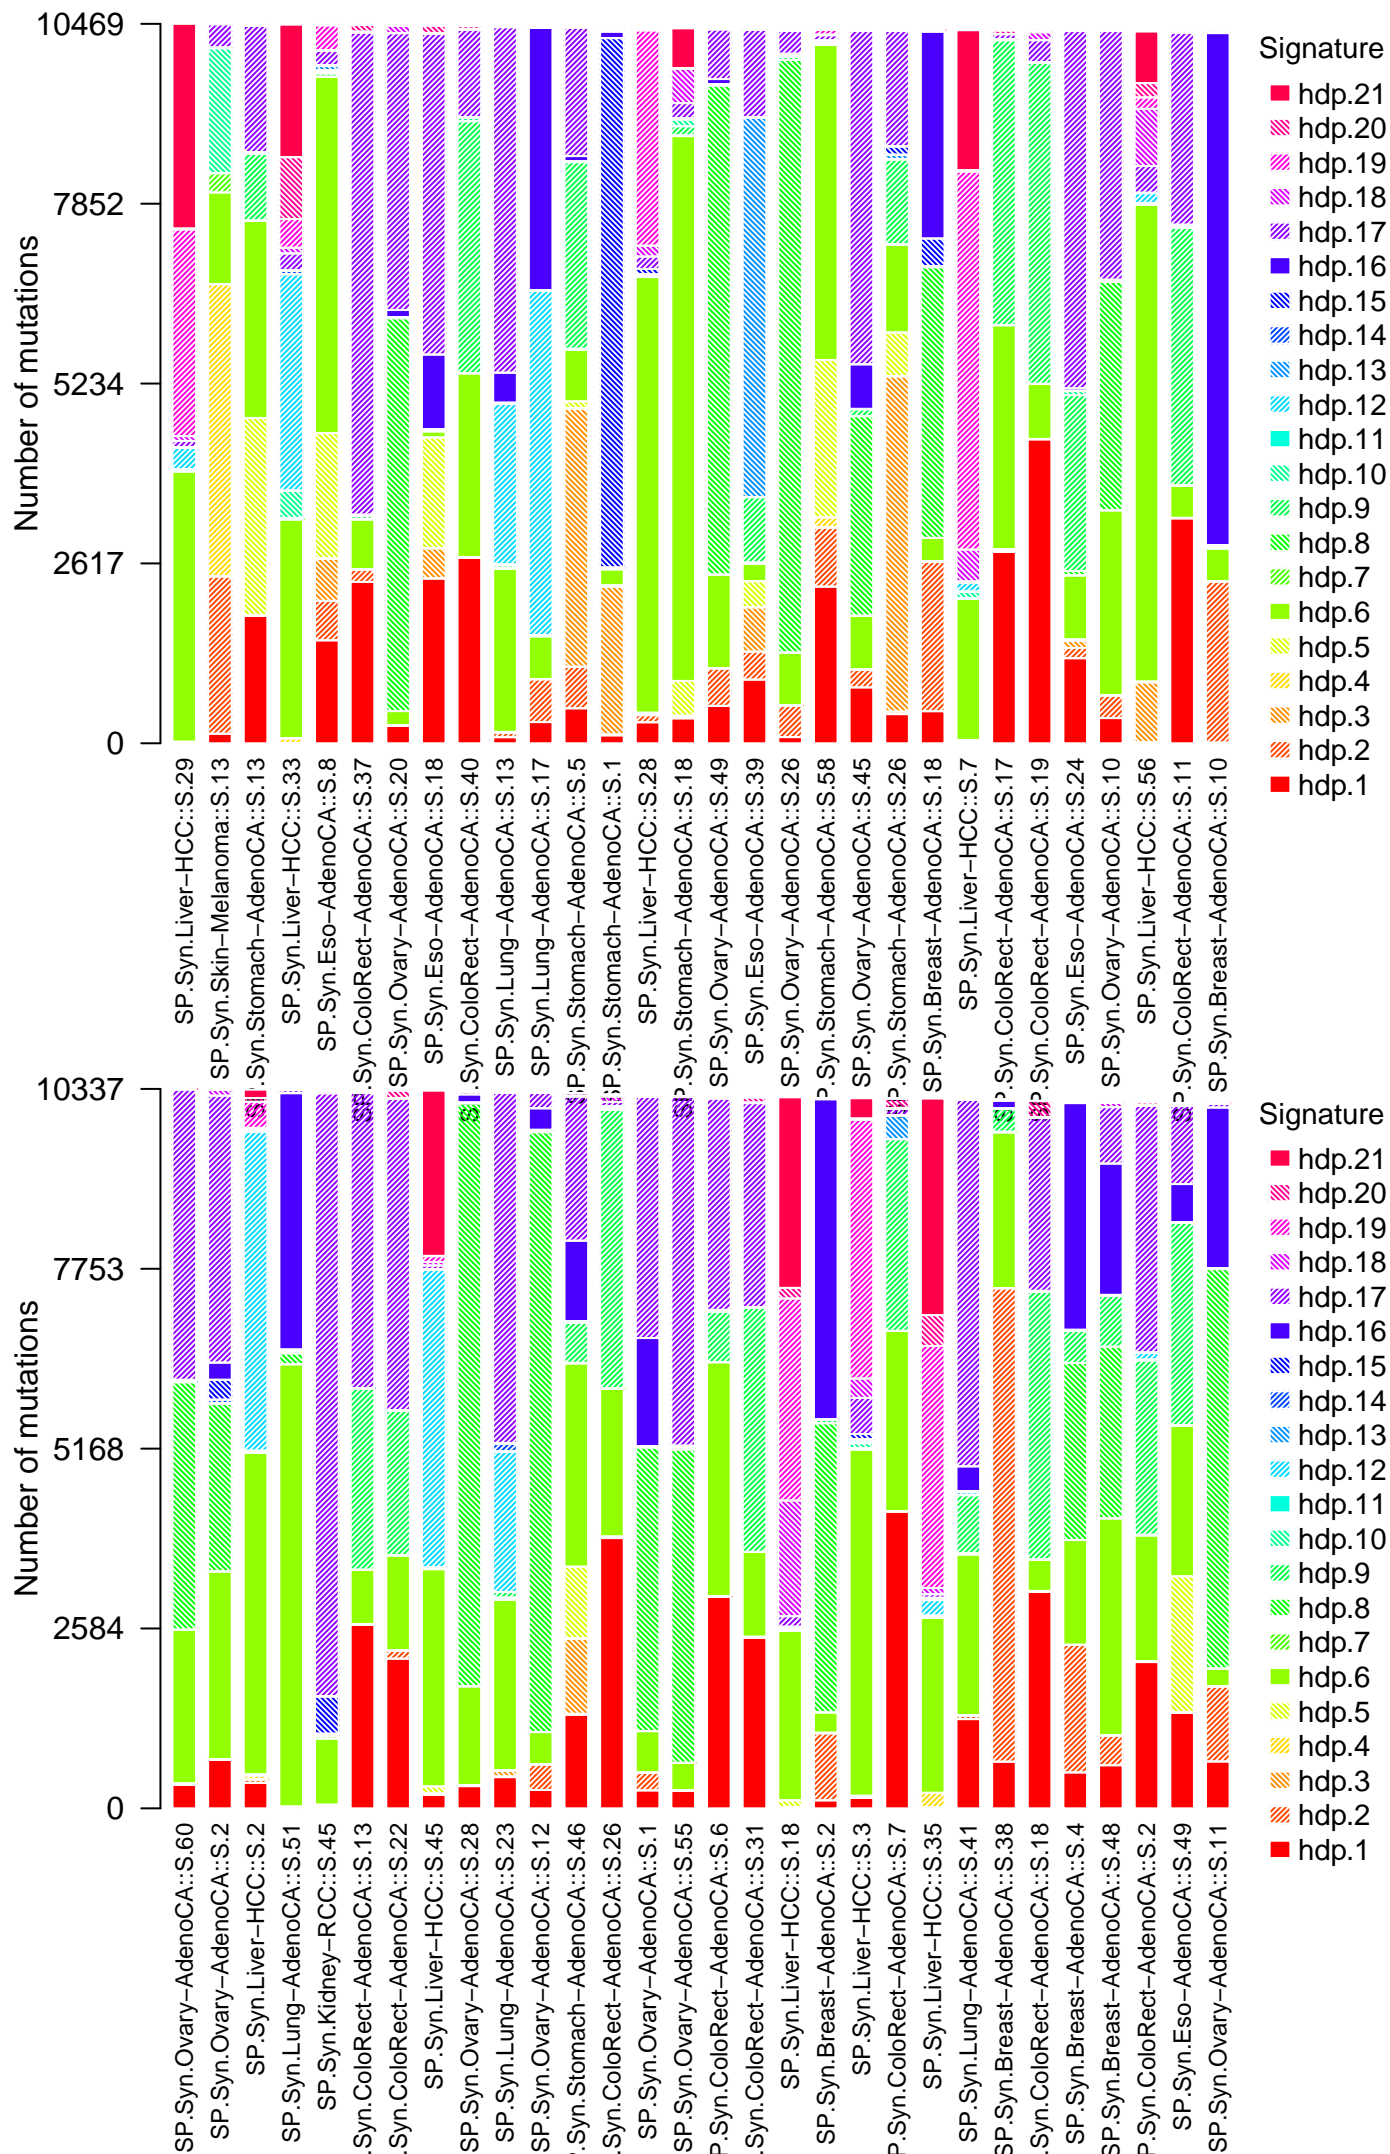 Number of mutations
10469
7852
5234
2617
0
SP.Syn.Liver−HCC::S.29
SP.Syn.Skin−Melanoma::S.13
P.Syn.Stomach−AdenoCA::S.13
SP.Syn.Liver−HCC::S.33
SP.Syn.Eso−AdenoCA::S.8
SP.Syn.ColoRect−AdenoCA::S.37
SP.Syn.Ovary−AdenoCA::S.20
SP.Syn.Eso−AdenoCA::S.18
SP.Syn.ColoRect−AdenoCA::S.40
SP.Syn.Lung−AdenoCA::S.13
SP.Syn.Lung−AdenoCA::S.17
SP.Syn.Stomach−AdenoCA::S.5
SP.Syn.Stomach−AdenoCA::S.1
SP.Syn.Liver−HCC::S.28
SP.Syn.Stomach−AdenoCA::S.18
SP.Syn.Ovary−AdenoCA::S.49
SP.Syn.Eso−AdenoCA::S.39
SP.Syn.Ovary−AdenoCA::S.26
P.Syn.Stomach−AdenoCA::S.58
SP.Syn.Ovary−AdenoCA::S.45
P.Syn.Stomach−AdenoCA::S.26
SP.Syn.Breast−AdenoCA::S.18
SP.Syn.Liver−HCC::S.7
SP.Syn.ColoRect−AdenoCA::S.17
SP.Syn.ColoRect−AdenoCA::S.19
SP.Syn.Eso−AdenoCA::S.24
SP.Syn.Ovary−AdenoCA::S.10
SP.Syn.Liver−HCC::S.56
SP.Syn.ColoRect−AdenoCA::S.11
SP.Syn.Breast−AdenoCA::S.10
Signature
hdp.21
hdp.20
hdp.19
hdp.18
hdp.17
hdp.16
hdp.15
hdp.14
hdp.13
hdp.12
hdp.11
hdp.10
hdp.9
hdp.8
hdp.7
hdp.6
hdp.5
hdp.4
hdp.3
hdp.2
hdp.1
Number of mutations
10337
7753
5168
2584
0
SP.Syn.Ovary−AdenoCA::S.60
SP.Syn.Ovary−AdenoCA::S.2
SP.Syn.Liver−HCC::S.2
SP.Syn.Lung−AdenoCA::S.51
SP.Syn.Kidney−RCC::S.45
.Syn.ColoRect−AdenoCA::S.13
.Syn.ColoRect−AdenoCA::S.22
SP.Syn.Liver−HCC::S.45
SP.Syn.Ovary−AdenoCA::S.28
SP.Syn.Lung−AdenoCA::S.23
SP.Syn.Ovary−AdenoCA::S.12
P.Syn.Stomach−AdenoCA::S.46
.Syn.ColoRect−AdenoCA::S.26
SP.Syn.Ovary−AdenoCA::S.1
SP.Syn.Ovary−AdenoCA::S.55
P.Syn.ColoRect−AdenoCA::S.6
.Syn.ColoRect−AdenoCA::S.31
SP.Syn.Liver−HCC::S.18
SP.Syn.Breast−AdenoCA::S.2
SP.Syn.Liver−HCC::S.3
P.Syn.ColoRect−AdenoCA::S.7
SP.Syn.Liver−HCC::S.35
SP.Syn.Lung−AdenoCA::S.41
SP.Syn.Breast−AdenoCA::S.38
.Syn.ColoRect−AdenoCA::S.18
SP.Syn.Breast−AdenoCA::S.4
SP.Syn.Breast−AdenoCA::S.48
P.Syn.ColoRect−AdenoCA::S.2
SP.Syn.Eso−AdenoCA::S.49
SP.Syn.Ovary−AdenoCA::S.11
Signature
hdp.21
hdp.20
hdp.19
hdp.18
hdp.17
hdp.16
hdp.15
hdp.14
hdp.13
hdp.12
hdp.11
hdp.10
hdp.9
hdp.8
hdp.7
hdp.6
hdp.5
hdp.4
hdp.3
hdp.2
hdp.1